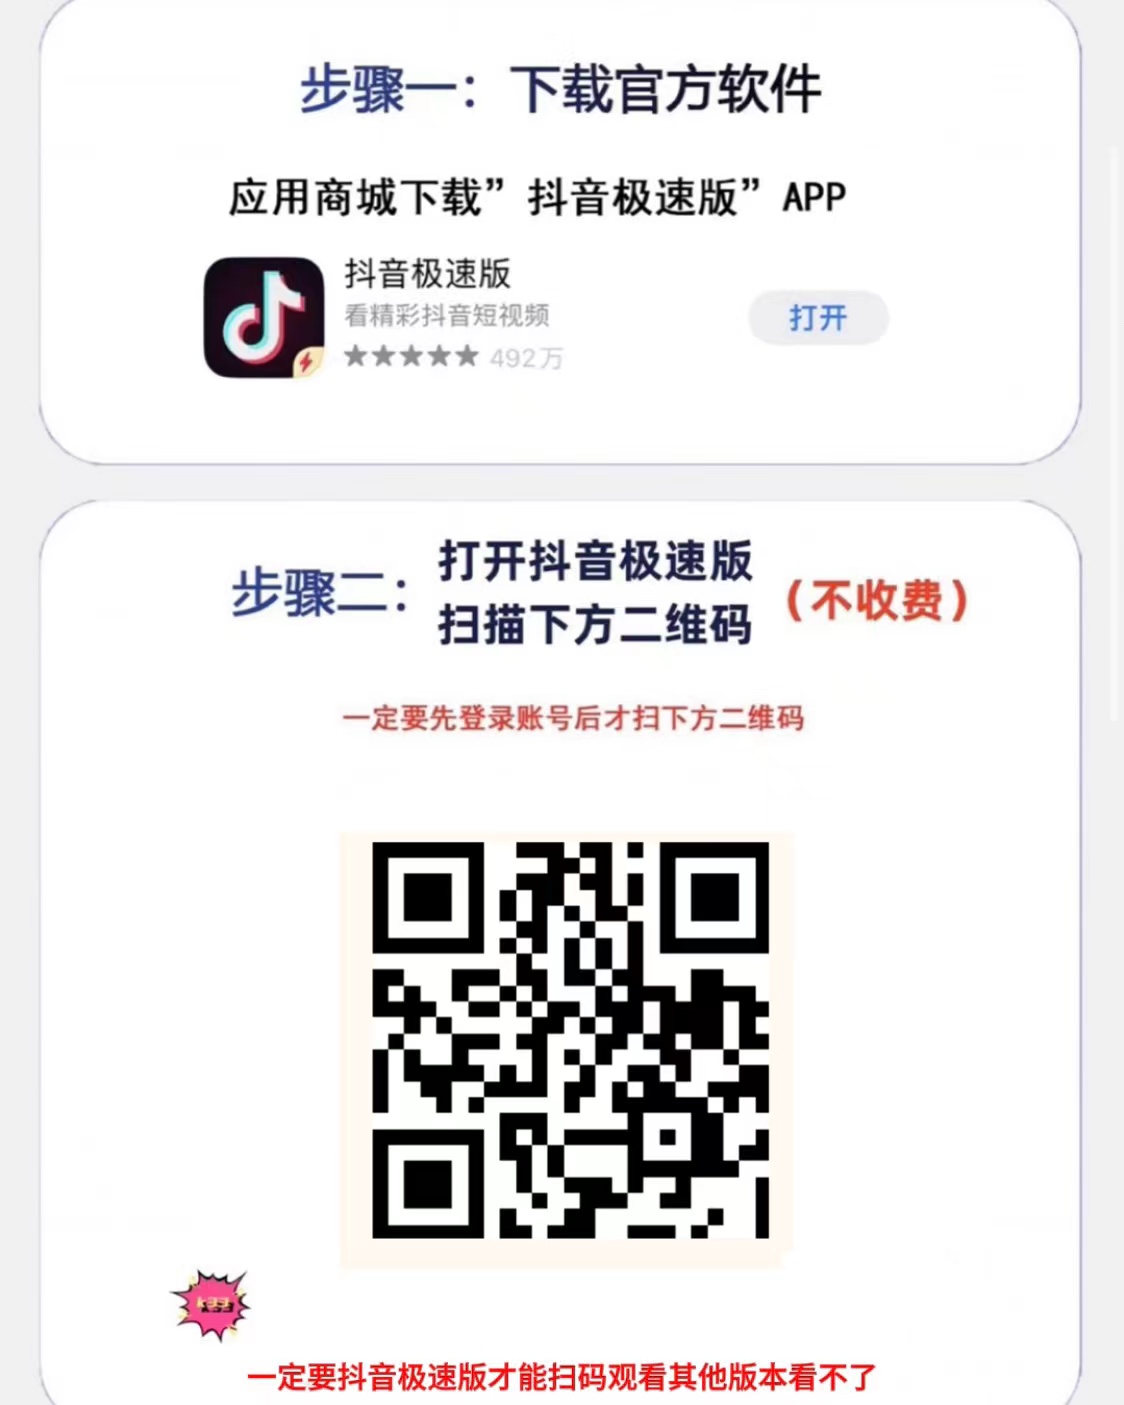 步骤一：下载官方软件
应用商城下载”抖音极速版”APP
抖音极速版
看精彩抖音短视频
★★★★★ 492万
打开
步骤二：
打开抖音极速版
扫描下方二维码
（不收费）
一定要先登录账号后才扫下方二维码
一定要抖音极速版才能扫码观看其他版本看不了